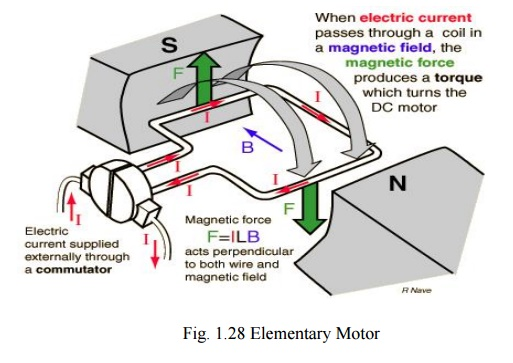 When electric current
passes through a coil in
a magnetic field, the
magnetic force
produces a torque
which turns the
DC motor
S
F
I
I
B
I
I
I
F
N
I
I
Electric
current supplied
externally through
a commutator
Magnetic force
F=ILB
acts perpendicular
to both wire and
magnetic field
R Nave
Fig. 1.28 Elementary Motor